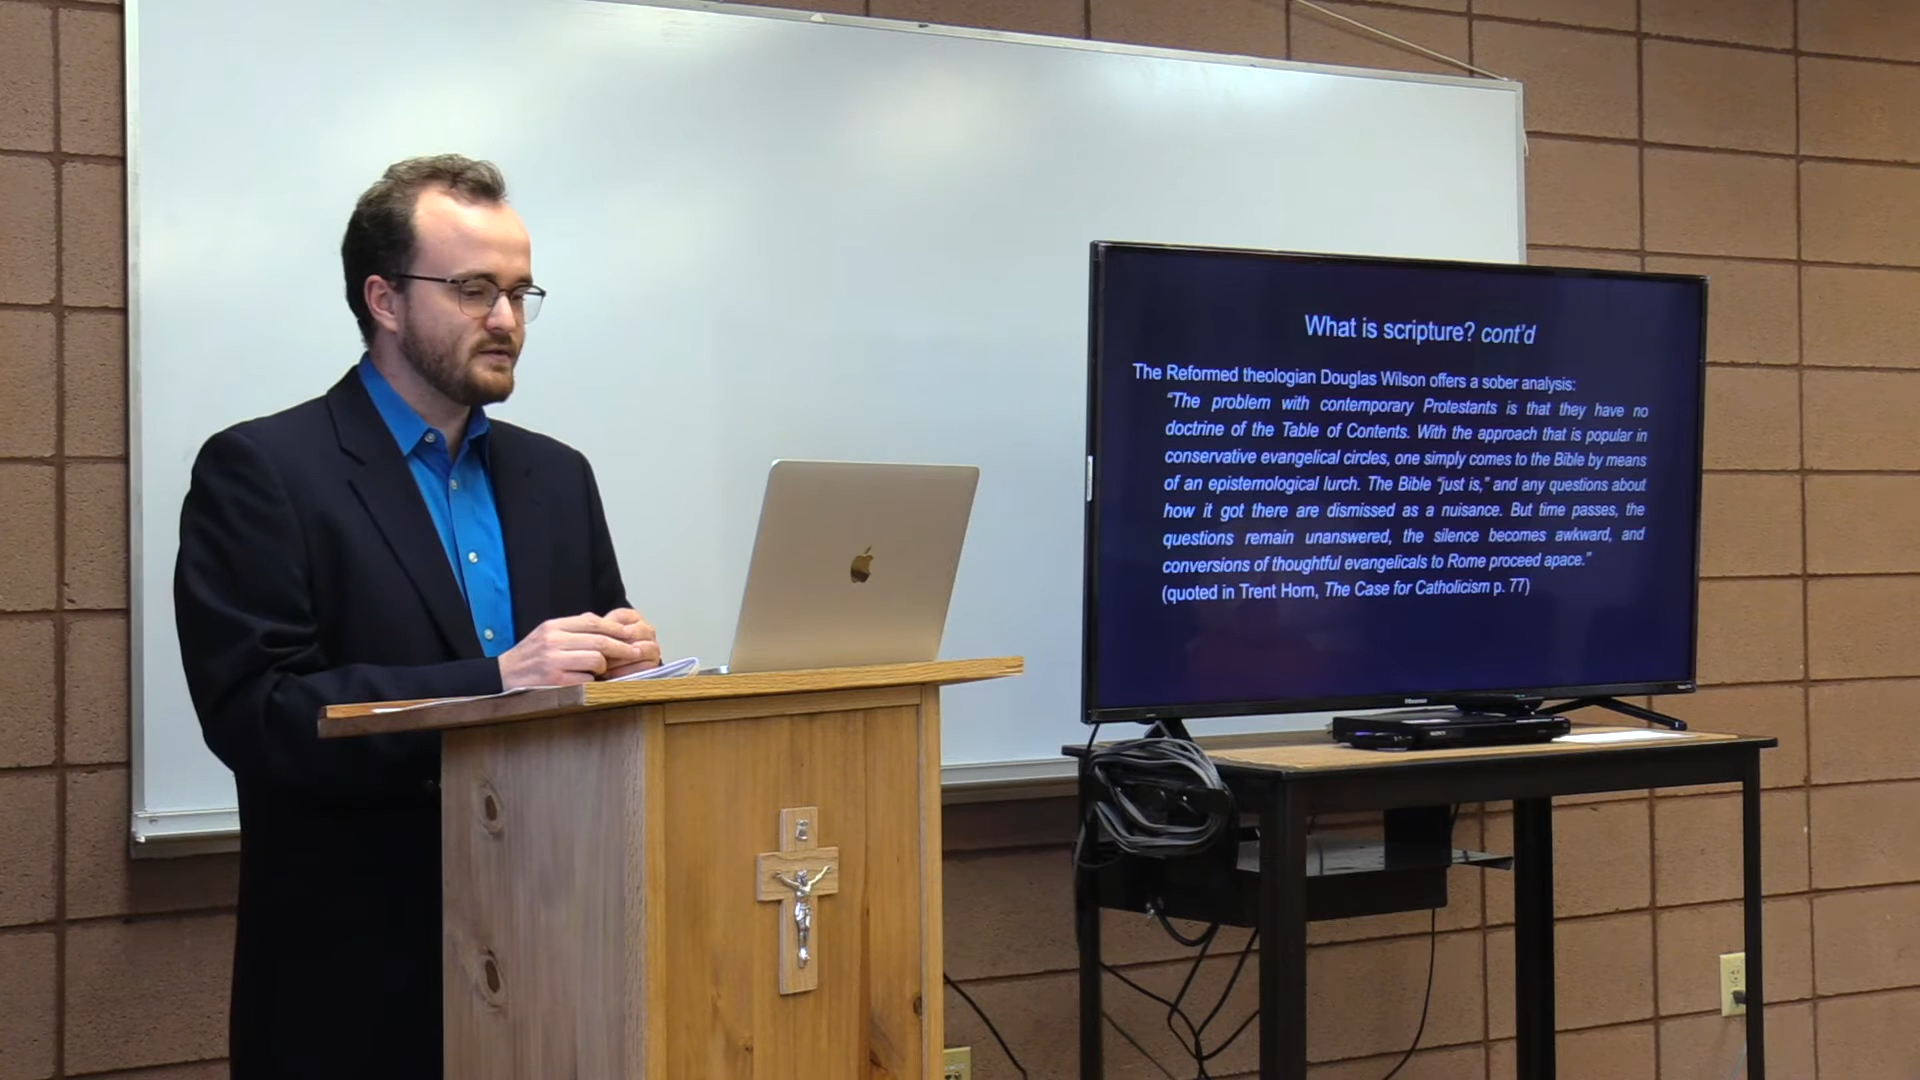 What is scripture? cont'd
The Reformed theologian Douglas Wilson offers a sober analysis:
“The problem with contemporary Protestants is that they have no
doctrine of the Table of Contents. With the approach that is popular in
conservative evangelical circles, one simply comes to the Bible by means
of an epistemological lurch. The Bible “just is,” and any questions about
how it got there are dismissed as a nuisance. But time passes, the
questions remain unanswered, the silence becomes awkward, and
conversions of thoughtful evangelicals to Rome proceed apace.”
(quoted in Trent Horn, The Case for Catholicism p. 77)
Hisense
SONY